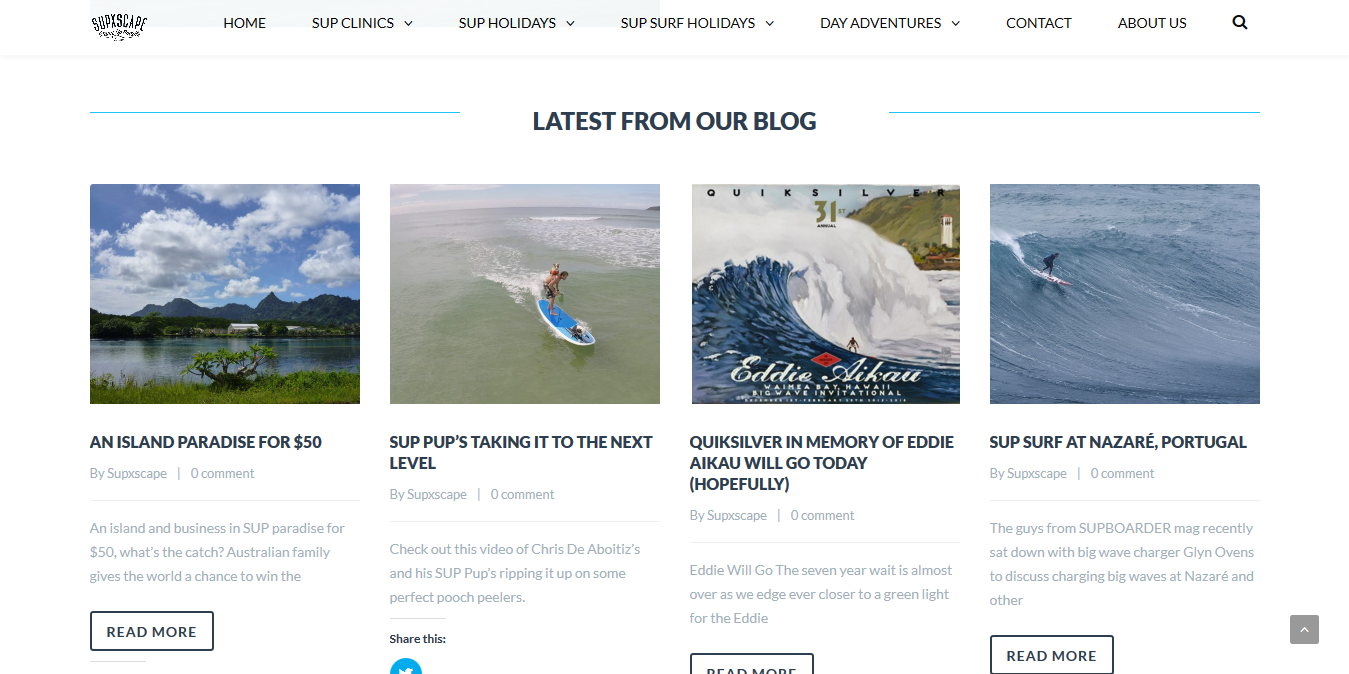 SUPXSCAPE
HOME
SUP CLINICS
SUP HOLIDAYS
SUP SURF HOLIDAYS
DAY ADVENTURES
CONTACT
ABOUT US
LATEST FROM OUR BLOG
AN ISLAND PARADISE FOR $50
By Supxscape | 0 comment
An island and business in SUP paradise for
$50, what's the catch? Australian family
gives the world a chance to win the
READ MORE
SUP PUP'S TAKING IT TO THE NEXT
LEVEL
By Supxscape | 0 comment
Check out this video of Chris De Aboitiz's
and his SUP Pup's ripping it up on some
perfect pooch peelers.
Share this:
QUIKSILVER
31ST
ANNUAL
Eddie Aikau
WAIMEA BAY, HAWAII
BIG WAVE INVITATIONAL
QUIKSILVER IN MEMORY OF EDDIE
AIKAU WILL GO TODAY
(HOPEFULLY)
By Supxscape | 0 comment
Eddie Will Go The seven year wait is almost
over as we edge ever closer to a green light
for the Eddie
READ MORE
SUP SURF AT NAZARÉ, PORTUGAL
By Supxscape | 0 comment
The guys from SUPBOARDER mag recently
sat down with big wave charger Glyn Ovens
to discuss charging big waves at Nazaré and
other
READ MORE